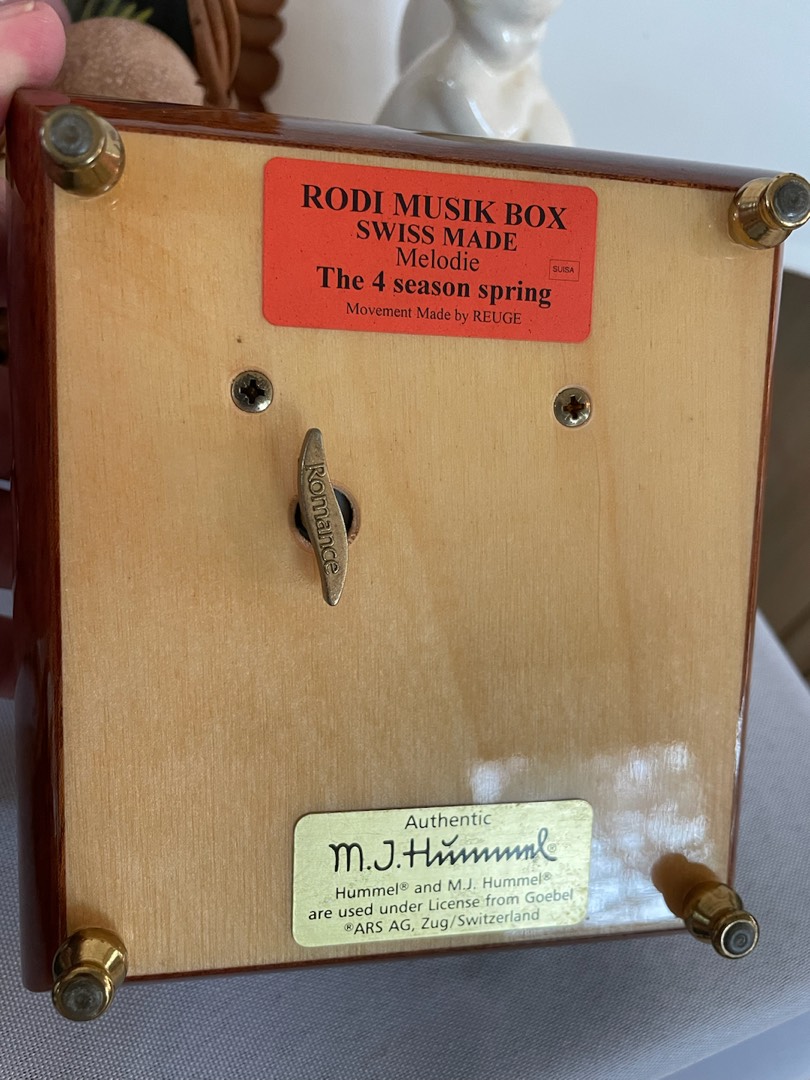 RODI MUSIK BOX
SWISS MADE
Melodie
SUISA
The 4 season spring
Movement Made by REUGE
Romance
Authentic
M.J.Hümmel®
Hummel® and M.J. Hummel®
are used under License from Goebel
®ARS AG, Zug/Switzerland